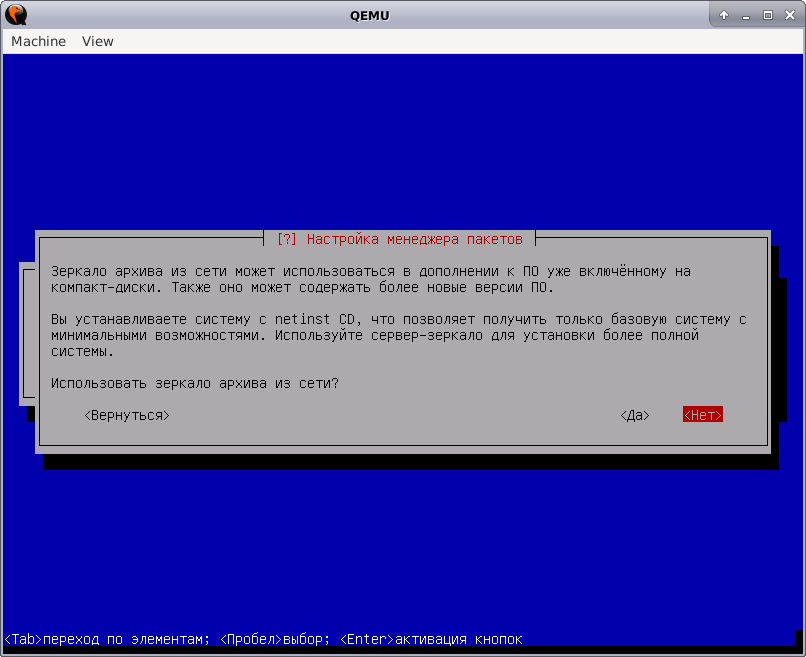 QEMU
Machine View
[?] Настройка менеджера пакетов
Зеркало архива из сети может использоваться в дополнении к ПО уже включённому на
компакт-диски. Также оно может содержать более новые версии ПО.
Вы устанавливаете систему с netinst CD, что позволяет получить только базовую систему с
минимальными возможностями. Используйте сервер-зеркало для установки более полной
системы.
Использовать зеркало архива из сети?
<Вернуться> <Да> <Нет>
<Tab>переход по элементам; <Пробел>выбор; <Enter>активация кнопок